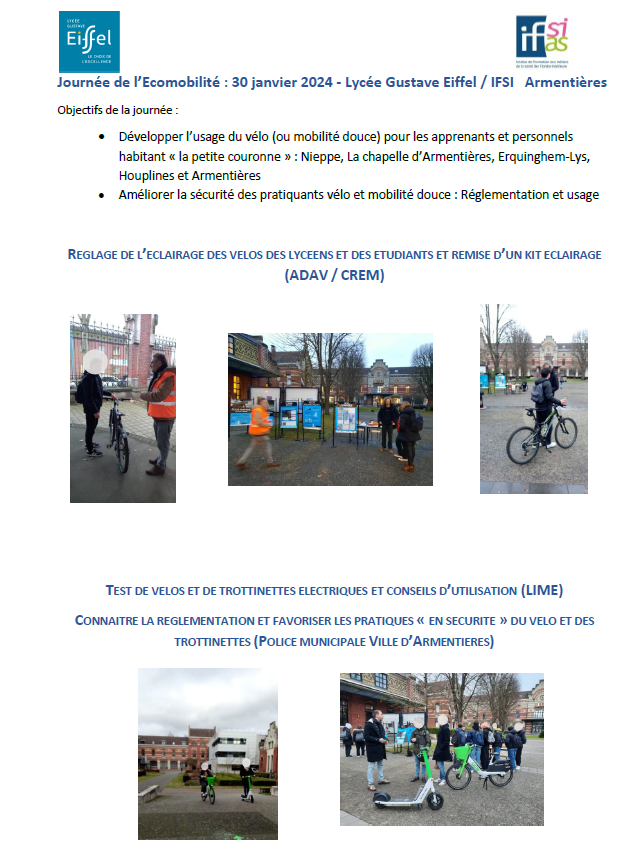 LYCÉE
GUSTAVE
Eiffel
LE CHOIX DE
L'EXCELLENCE
ifsi
as
Journée de l'Ecomobilité : 30 janvier 2024 - Lycée Gustave Eiffel / IFSI Armentières
Objectifs de la journée :
• Développer l'usage du vélo (ou mobilité douce) pour les apprenants et personnels
habitant « la petite couronne » : Nieppe, La chapelle d'Armentières, Erquinghem-Lys,
Houplines et Armentières
• Améliorer la sécurité des pratiquants vélo et mobilité douce : Réglementation et usage
REGLAGE DE L'ECLAIRAGE DES VELOS DES LYCEENS ET DES ETUDIANTS ET REMISE D'UN KIT ECLAIRAGE
(ADAV / CREM)
TEST DE VELOS ET DE TROTTINETTES ELECTRIQUES ET CONSEILS D'UTILISATION (LIME)
CONNAITRE LA REGLEMENTATION ET FAVORISER LES PRATIQUES « EN SECURITE » DU VELO ET DES
TROTTINETTES (POLICE MUNICIPALE VILLE D'ARMENTIERES)